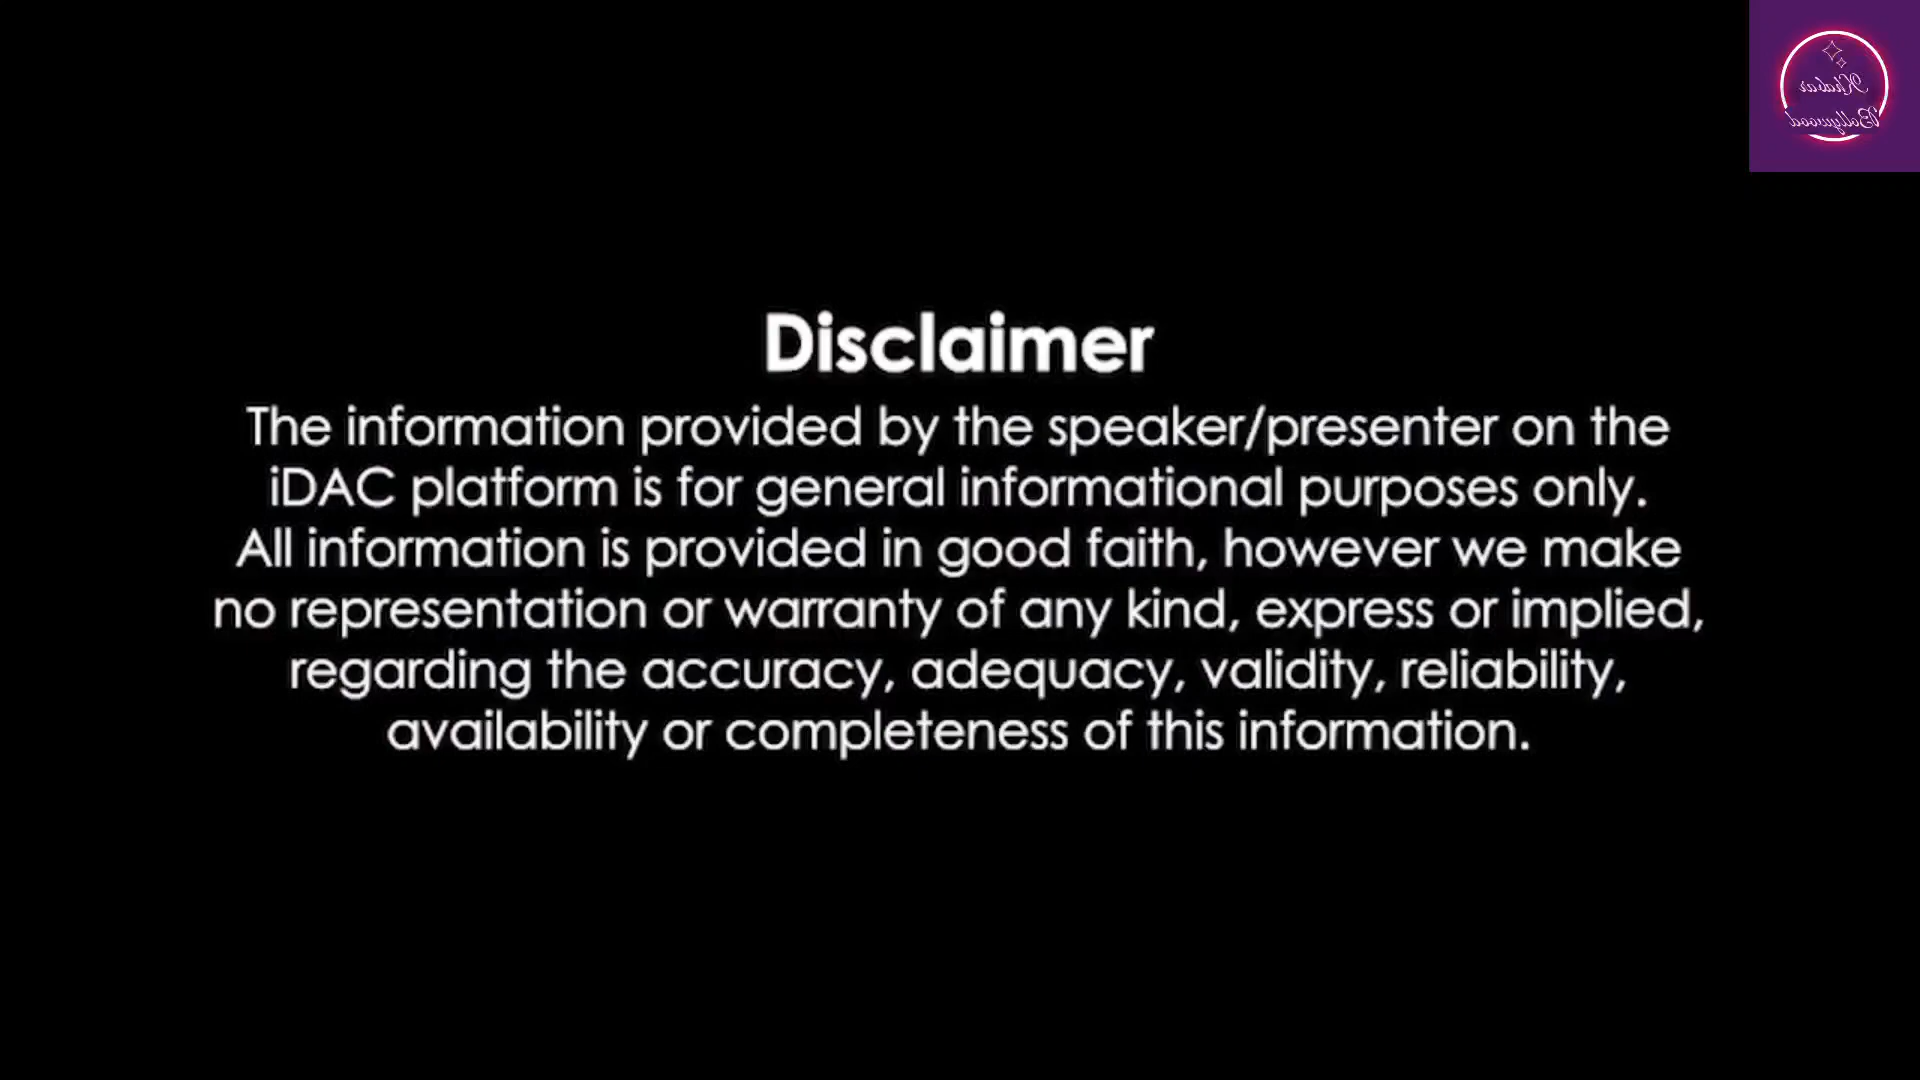 Khabar
Bollywood
Disclaimer
The information provided by the speaker/presenter on the
iDAC platform is for general informational purposes only.
All information is provided in good faith, however we make
no representation or warranty of any kind, express or implied,
regarding the accuracy, adequacy, validity, reliability,
availability or completeness of this information.